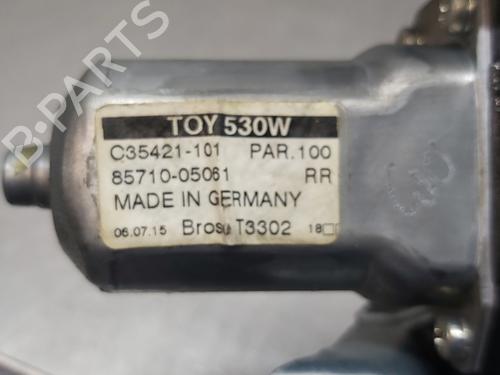 TOY 530W
C35421-101 PAR.100
85710-05061 RR
MADE IN GERMANY
06.07.15 Brose T3302 18
B-PARTS